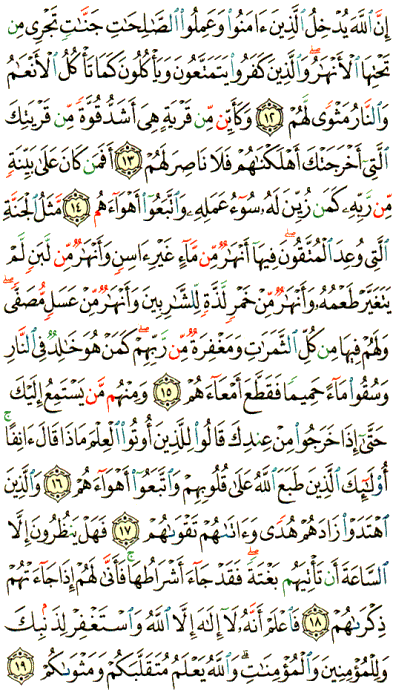 إِنَّ ٱللَّهَ يُدْخِلُ ٱلَّذِينَ ءَامَنُوا۟ وَعَمِلُوا۟ ٱلصَّـٰلِحَـٰتِ جَنَّـٰتٍ تَجْرِى مِن
تَحْتِهَا ٱلْأَنْهَـٰرُ ۖ وَٱلَّذِينَ كَفَرُوا۟ يَتَمَتَّعُونَ وَيَأْكُلُونَ كَمَا تَأْكُلُ ٱلْأَنْعَـٰمُ
وَٱلنَّارُ مَثْوًى لَّهُمْ ١٢ وَكَأَيِّن مِّن قَرْيَةٍ هِىَ أَشَدُّ قُوَّةً مِّن قَرْيَتِكَ
ٱلَّتِىٓ أَخْرَجَتْكَ أَهْلَكْنَـٰهُمْ فَلَا نَاصِرَ لَهُمْ ١٣ أَفَمَن كَانَ عَلَىٰ بَيِّنَةٍ
مِّن رَّبِّهِۦ كَمَن زُيِّنَ لَهُۥ سُوٓءُ عَمَلِهِۦ وَٱتَّبَعُوٓا۟ أَهْوَآءَهُم ١٤ مَّثَلُ ٱلْجَنَّةِ
ٱلَّتِى وُعِدَ ٱلْمُتَّقُونَ ۖ فِيهَآ أَنْهَـٰرٌ مِّن مَّآءٍ غَيْرِ ءَاسِنٍ وَأَنْهَـٰرٌ مِّن لَّبَنٍ لَّمْ
يَتَغَيَّرْ طَعْمُهُۥ وَأَنْهَـٰرٌ مِّنْ خَمْرٍ لَّذَّةٍ لِّلشَّـٰرِبِينَ وَأَنْهَـٰرٌ مِّنْ عَسَلٍ مُّصَفًّى ۖ
وَلَهُمْ فِيهَا مِن كُلِّ ٱلثَّمَرَٰتِ وَمَغْفِرَةٌ مِّن رَّبِّهِمْ ۖ كَمَنْ هُوَ خَـٰلِدٌ فِى ٱلنَّارِ
وَسُقُوا۟ مَآءً حَمِيمًا فَقَطَّعَ أَمْعَآءَهُمْ ١٥ وَمِنْهُم مَّن يَسْتَمِعُ إِلَيْكَ
حَتَّىٰٓ إِذَا خَرَجُوا۟ مِنْ عِندِكَ قَالُوا۟ لِلَّذِينَ أُوتُوا۟ ٱلْعِلْمَ مَاذَا قَالَ ءَانِفًا ۚ
أُو۟لَـٰٓئِكَ ٱلَّذِينَ طَبَعَ ٱللَّهُ عَلَىٰ قُلُوبِهِمْ وَٱتَّبَعُوٓا۟ أَهْوَآءَهُمْ ١٦ وَٱلَّذِينَ
ٱهْتَدَوْا۟ زَادَهُمْ هُدًى وَءَاتَىٰهُمْ تَقْوَىٰهُمْ ١٧ فَهَلْ يَنظُرُونَ إِلَّا
ٱلسَّاعَةَ أَن تَأْتِيَهُم بَغْتَةً ۖ فَقَدْ جَآءَ أَشْرَاطُهَا ۚ فَأَنَّىٰ لَهُمْ إِذَا جَآءَتْهُمْ
ذِكْرَىٰهُمْ ١٨ فَٱعْلَمْ أَنَّهُۥ لَآ إِلَـٰهَ إِلَّا ٱللَّهُ وَٱسْتَغْفِرْ لِذَنۢبِكَ
وَلِلْمُؤْمِنِينَ وَٱلْمُؤْمِنَـٰتِ ۗ وَٱللَّهُ يَعْلَمُ مُتَقَلَّبَكُمْ وَمَثْوَىٰكُمْ ١٩